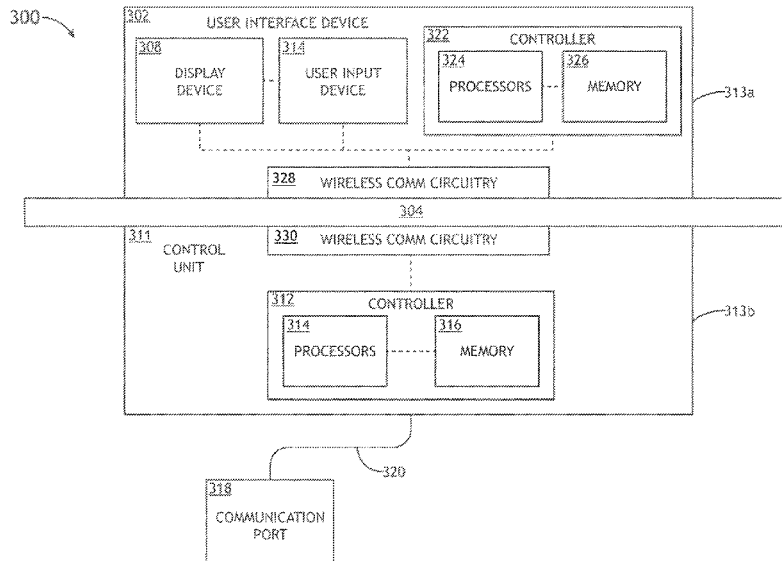 300
302
USER INTERFACE DEVICE
308
DISPLAY
DEVICE
314
USER INPUT
DEVICE
322
CONTROLLER
324
PROCESSORS
326
MEMORY
313a
328
WIRELESS COMM CIRCUITRY
304
311
CONTROL
UNIT
330
WIRELESS COMM CIRCUITRY
312
CONTROLLER
314
PROCESSORS
316
MEMORY
313b
320
318
COMMUNICATION
PORT